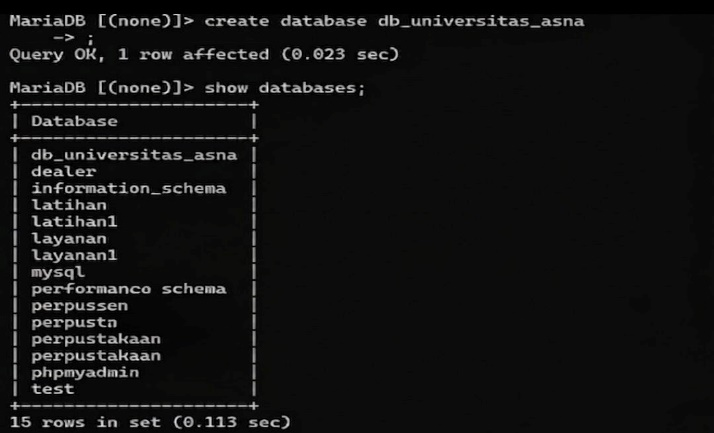 MariaDB [(none)]> create database db_universitas_asna
    -> ;
Query OK, 1 row affected (0.023 sec)
MariaDB [(none)]> show databases;
+---------------------+
| Database            |
+---------------------+
| db_universitas_asna |
| dealer              |
| information_schema  |
| latihan             |
| latihan1            |
| layanan             |
| layanan1            |
| mysql               |
| performanco schema  |
| perpussen           |
| perpustn            |
| perpustakaan        |
| perpustakaan        |
| phpmyadmin          |
| test                |
+---------------------+
15 rows in set (0.113 sec)